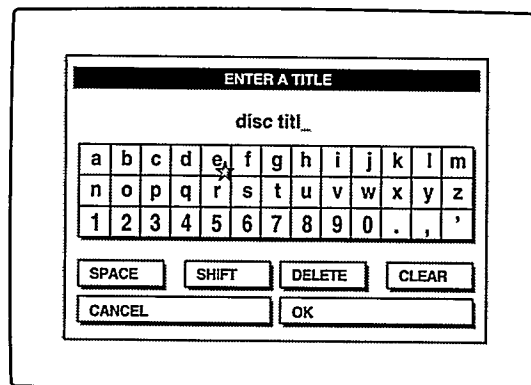 ENTER A TITLE
disc titl_
a b c d e f g h i j k l m
n o p q r s t u v w x y z
1 2 3 4 5 6 7 8 9 0 . , '
SPACE SHIFT DELETE CLEAR
CANCEL OK